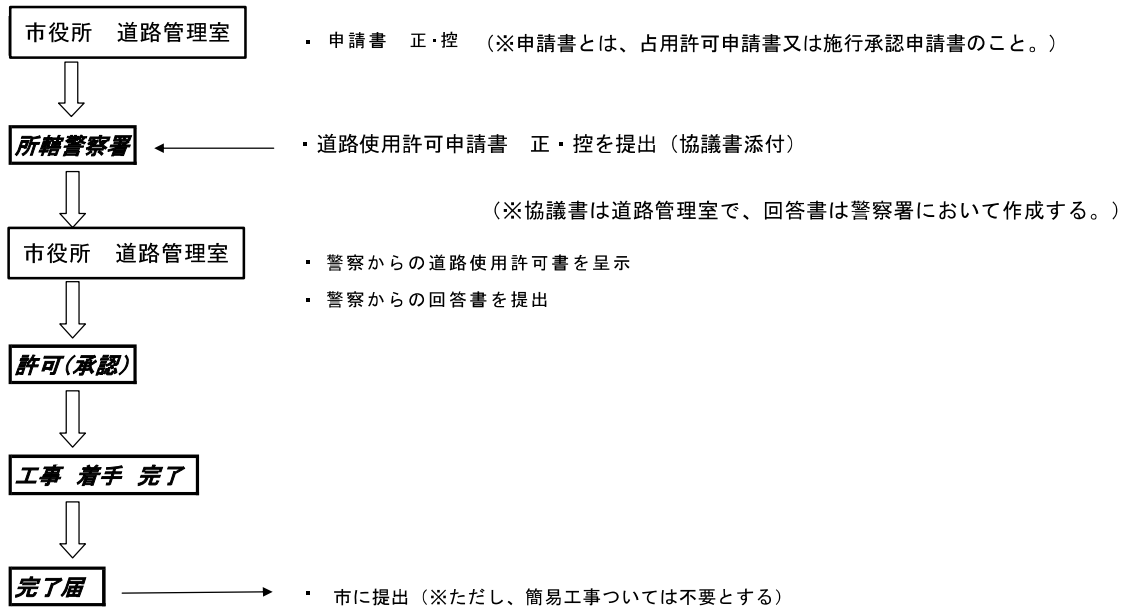 市役所　道路管理室
・ 申請書　正・控　（※申請書とは、占用許可申請書又は施行承認申請書のこと。）
所轄警察署
・道路使用許可申請書　正・控を提出（協議書添付）
（※協議書は道路管理室で、回答書は警察署において作成する。）
市役所　道路管理室
・ 警察からの道路使用許可書を呈示
・ 警察からの回答書を提出
許可（承認）
工事 着手 完了
完了届
・ 市に提出（※ただし、簡易工事ついては不要とする）